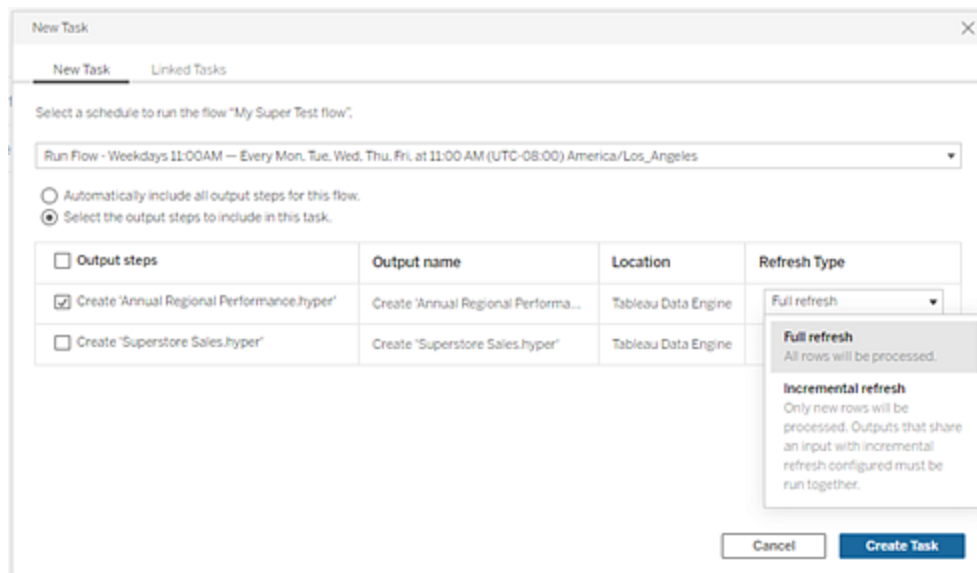 New Task
New Task Linked Tasks
Select a schedule to run the flow "My Super Test flow".
Run Flow - Weekdays 11:00AM — Every Mon, Tue, Wed, Thu, Fri, at 11:00 AM (UTC-08:00) America/Los_Angeles
Automatically include all output steps for this flow.
Select the output steps to include in this task.
Output steps Output name Location Refresh Type
Create 'Annual Regional Performance.hyper' Create 'Annual Regional Performa... Tableau Data Engine Full refresh
Create 'Superstore Sales.hyper' Create 'Superstore Sales.hyper' Tableau Data Engine
Full refresh
All rows will be processed.
Incremental refresh
Only new rows will be
processed. Outputs that share
an input with incremental
refresh configured must be
run together.
Cancel Create Task